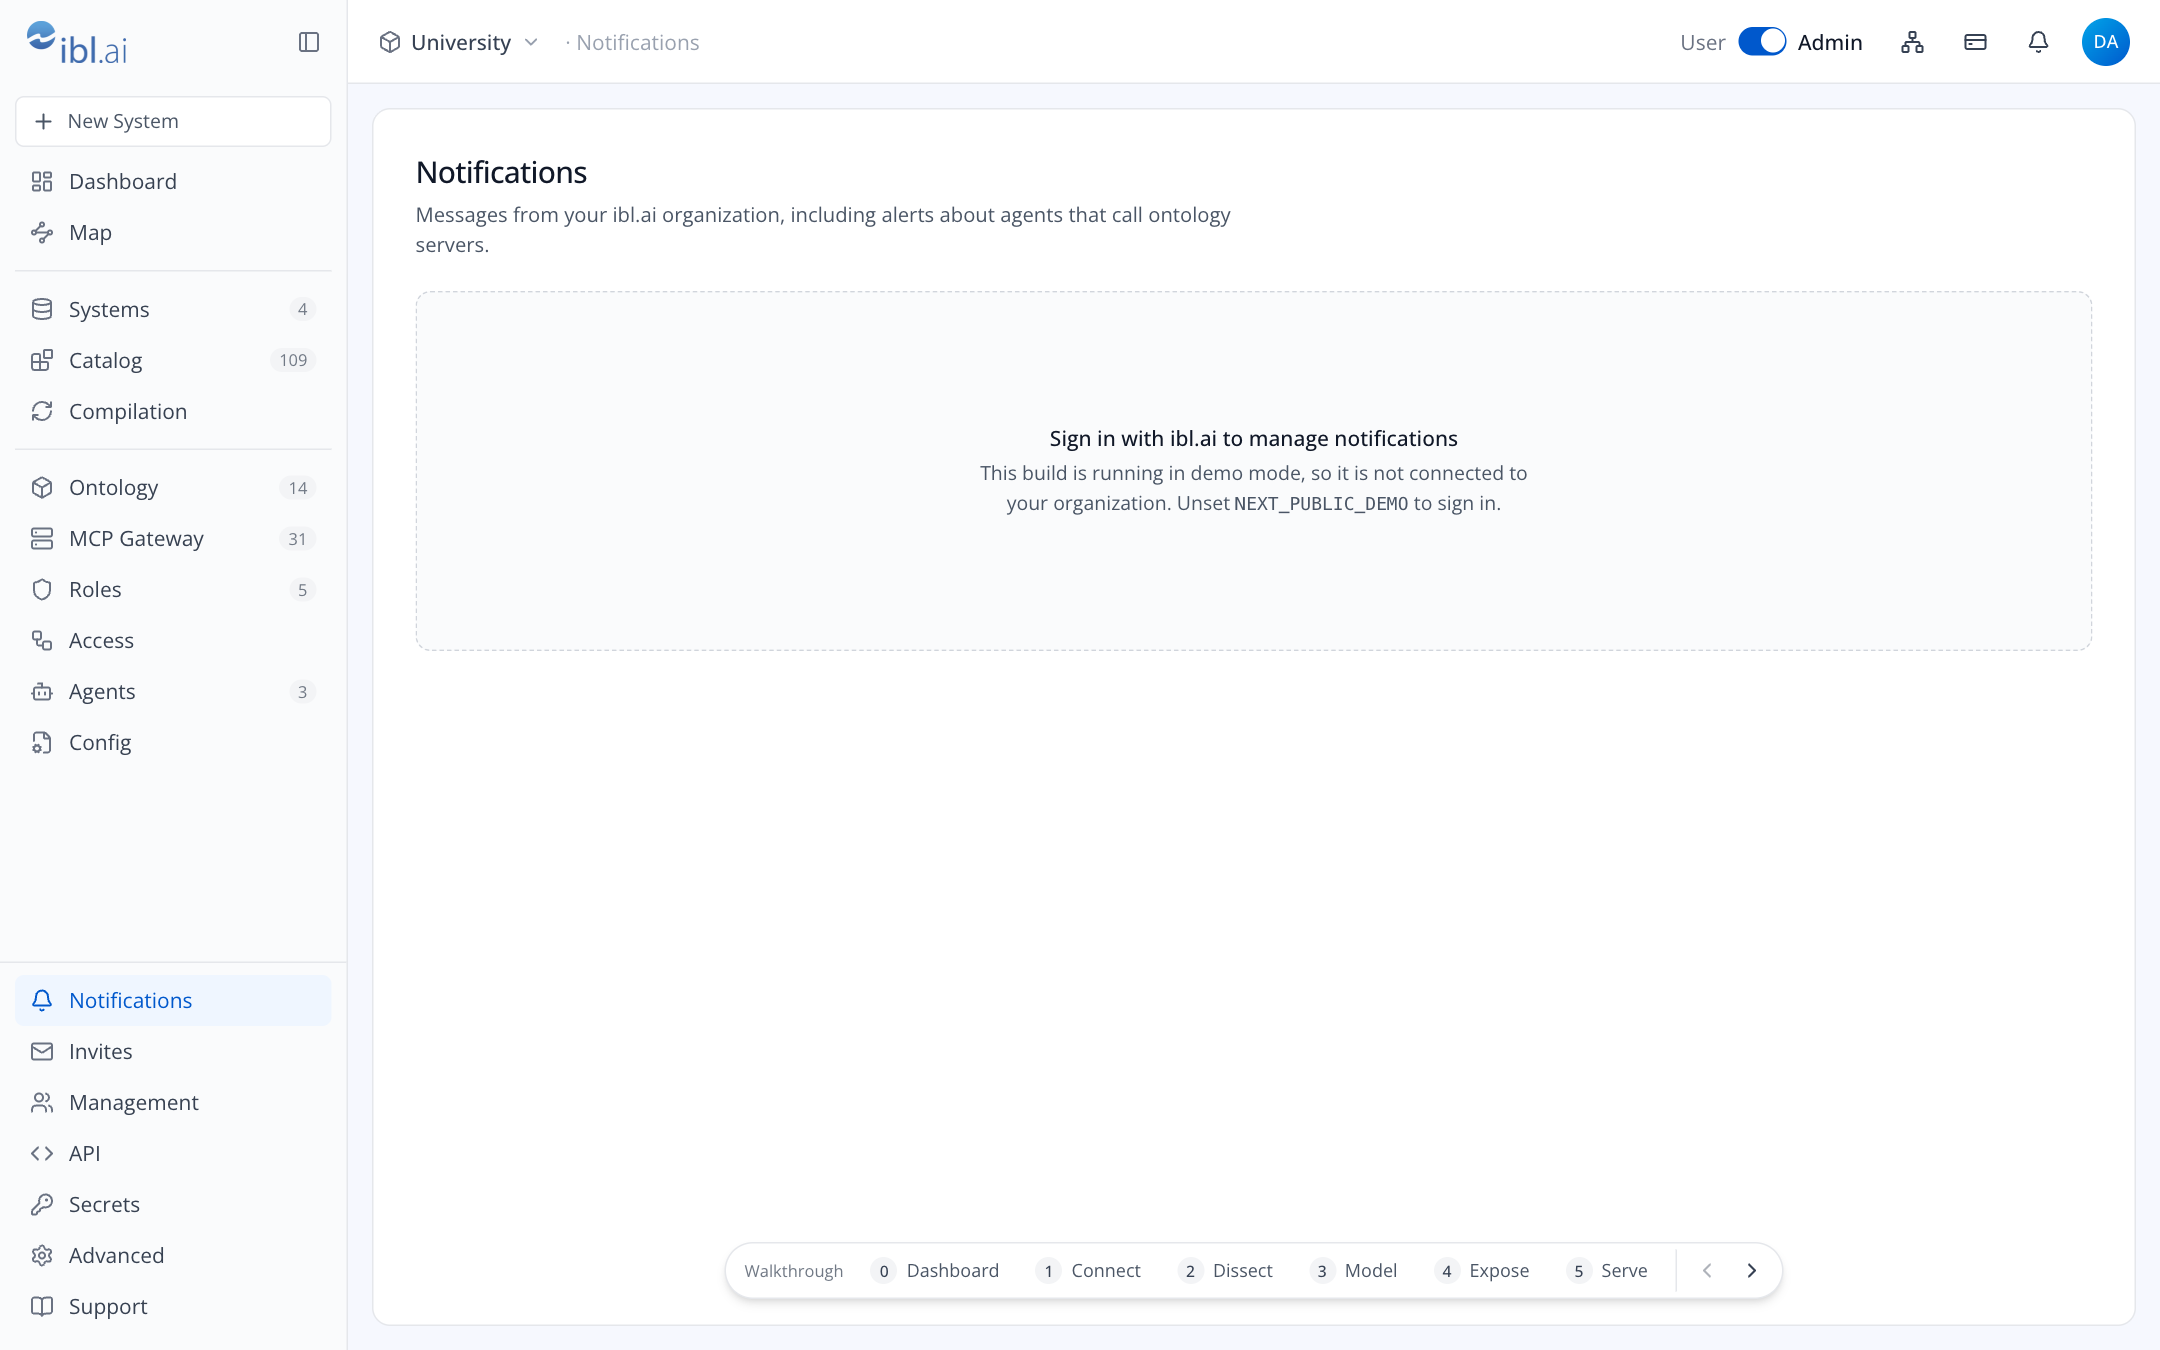 ibl.ai
New System
Dashboard
Map
Systems 4
Catalog 109
Compilation
Ontology 14
MCP Gateway 31
Roles 5
Access
Agents 3
Config
Notifications
Invites
Management
API
Secrets
Advanced
Support
University · Notifications
User Admin DA
Notifications
Messages from your ibl.ai organization, including alerts about agents that call ontology
servers.
Sign in with ibl.ai to manage notifications
This build is running in demo mode, so it is not connected to
your organization. Unset NEXT_PUBLIC_DEMO to sign in.
Walkthrough 0 Dashboard 1 Connect 2 Dissect 3 Model 4 Expose 5 Serve